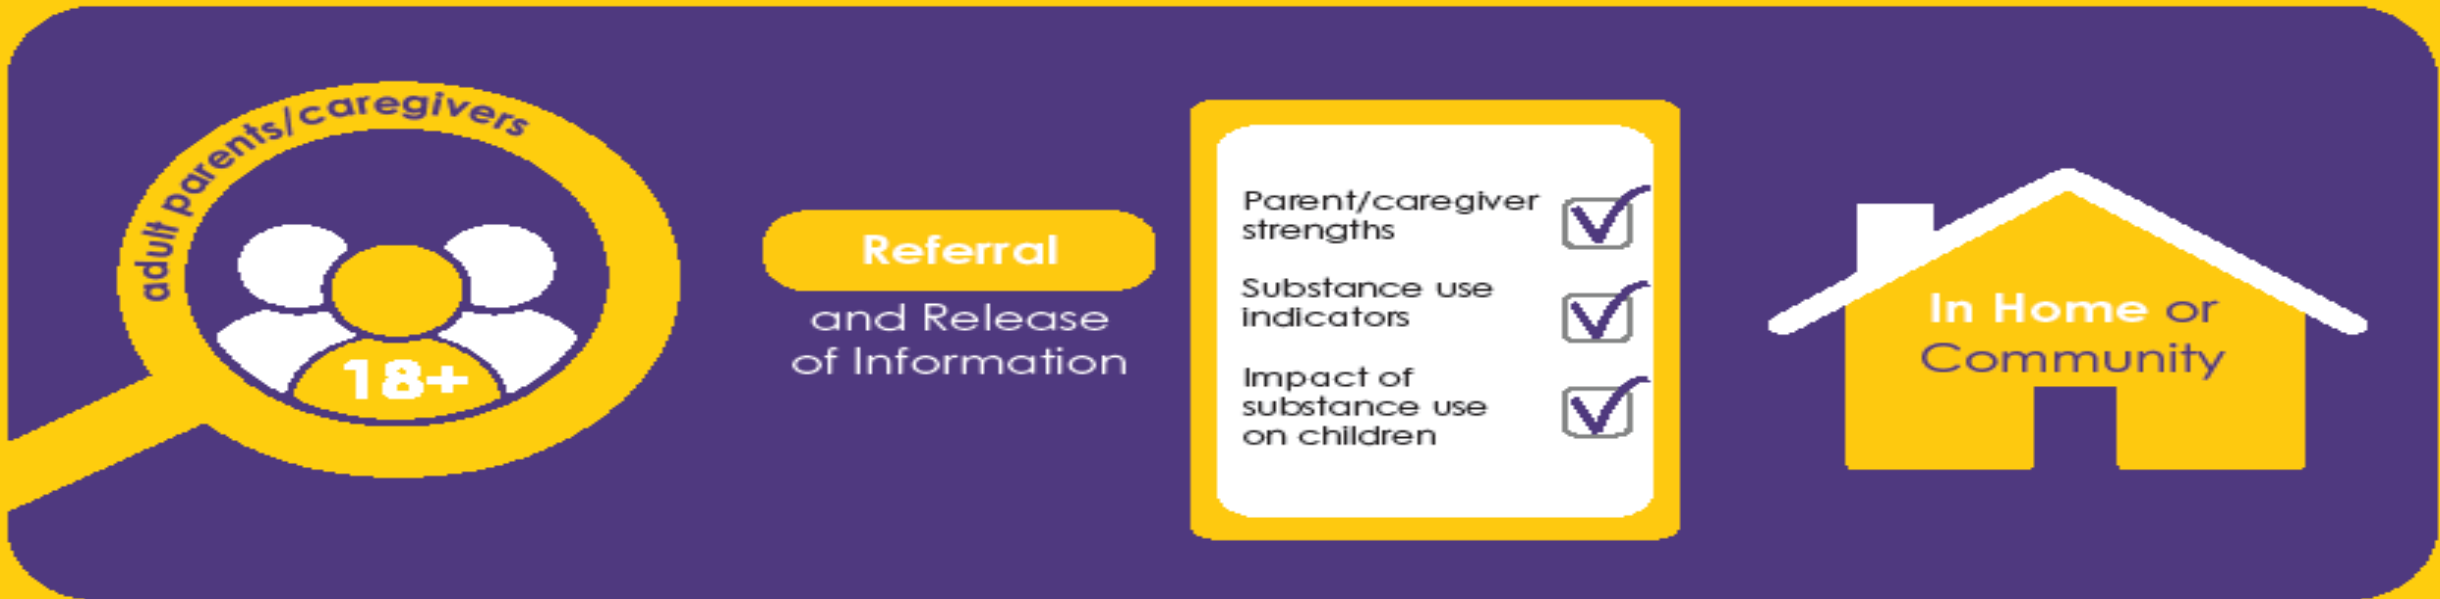 adult parents/caregivers
18+
Referral
and Release
of Information
Parent/caregiver
strengths
Substance use
indicators
Impact of
substance use
on children
In Home or
Community